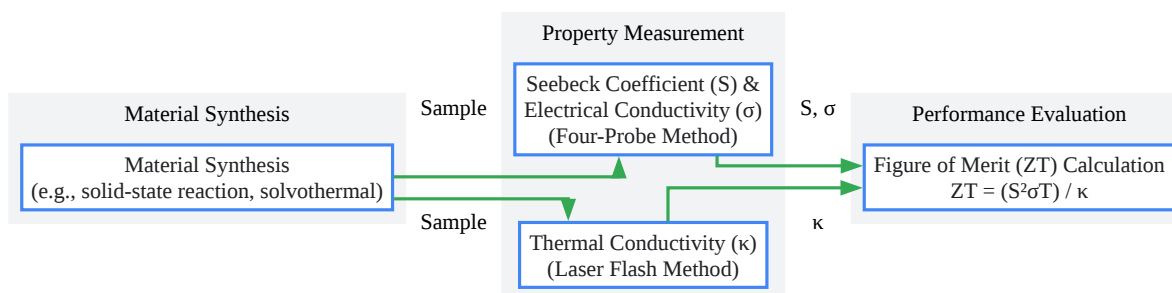 Material Synthesis
Material Synthesis
(e.g., solid-state reaction, solvothermal)
Sample
Sample
Property Measurement
Seebeck Coefficient (S) &
Electrical Conductivity (σ)
(Four-Probe Method)
Thermal Conductivity (κ)
(Laser Flash Method)
S, σ
κ
Performance Evaluation
Figure of Merit (ZT) Calculation
ZT = (S²σT) / κ